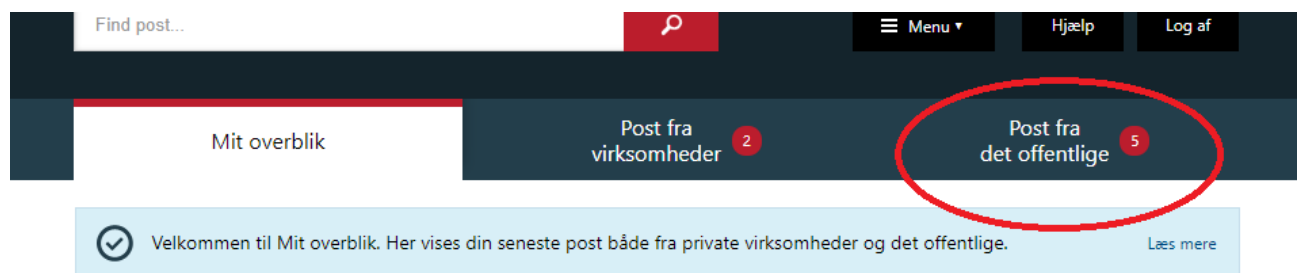 Find post...
Menu
Hjælp
Log af
Mit overblik
Post fra
virksomheder
2
Post fra
det offentlige
5
Velkommen til Mit overblik. Her vises din seneste post både fra private virksomheder og det offentlige.
Læs mere